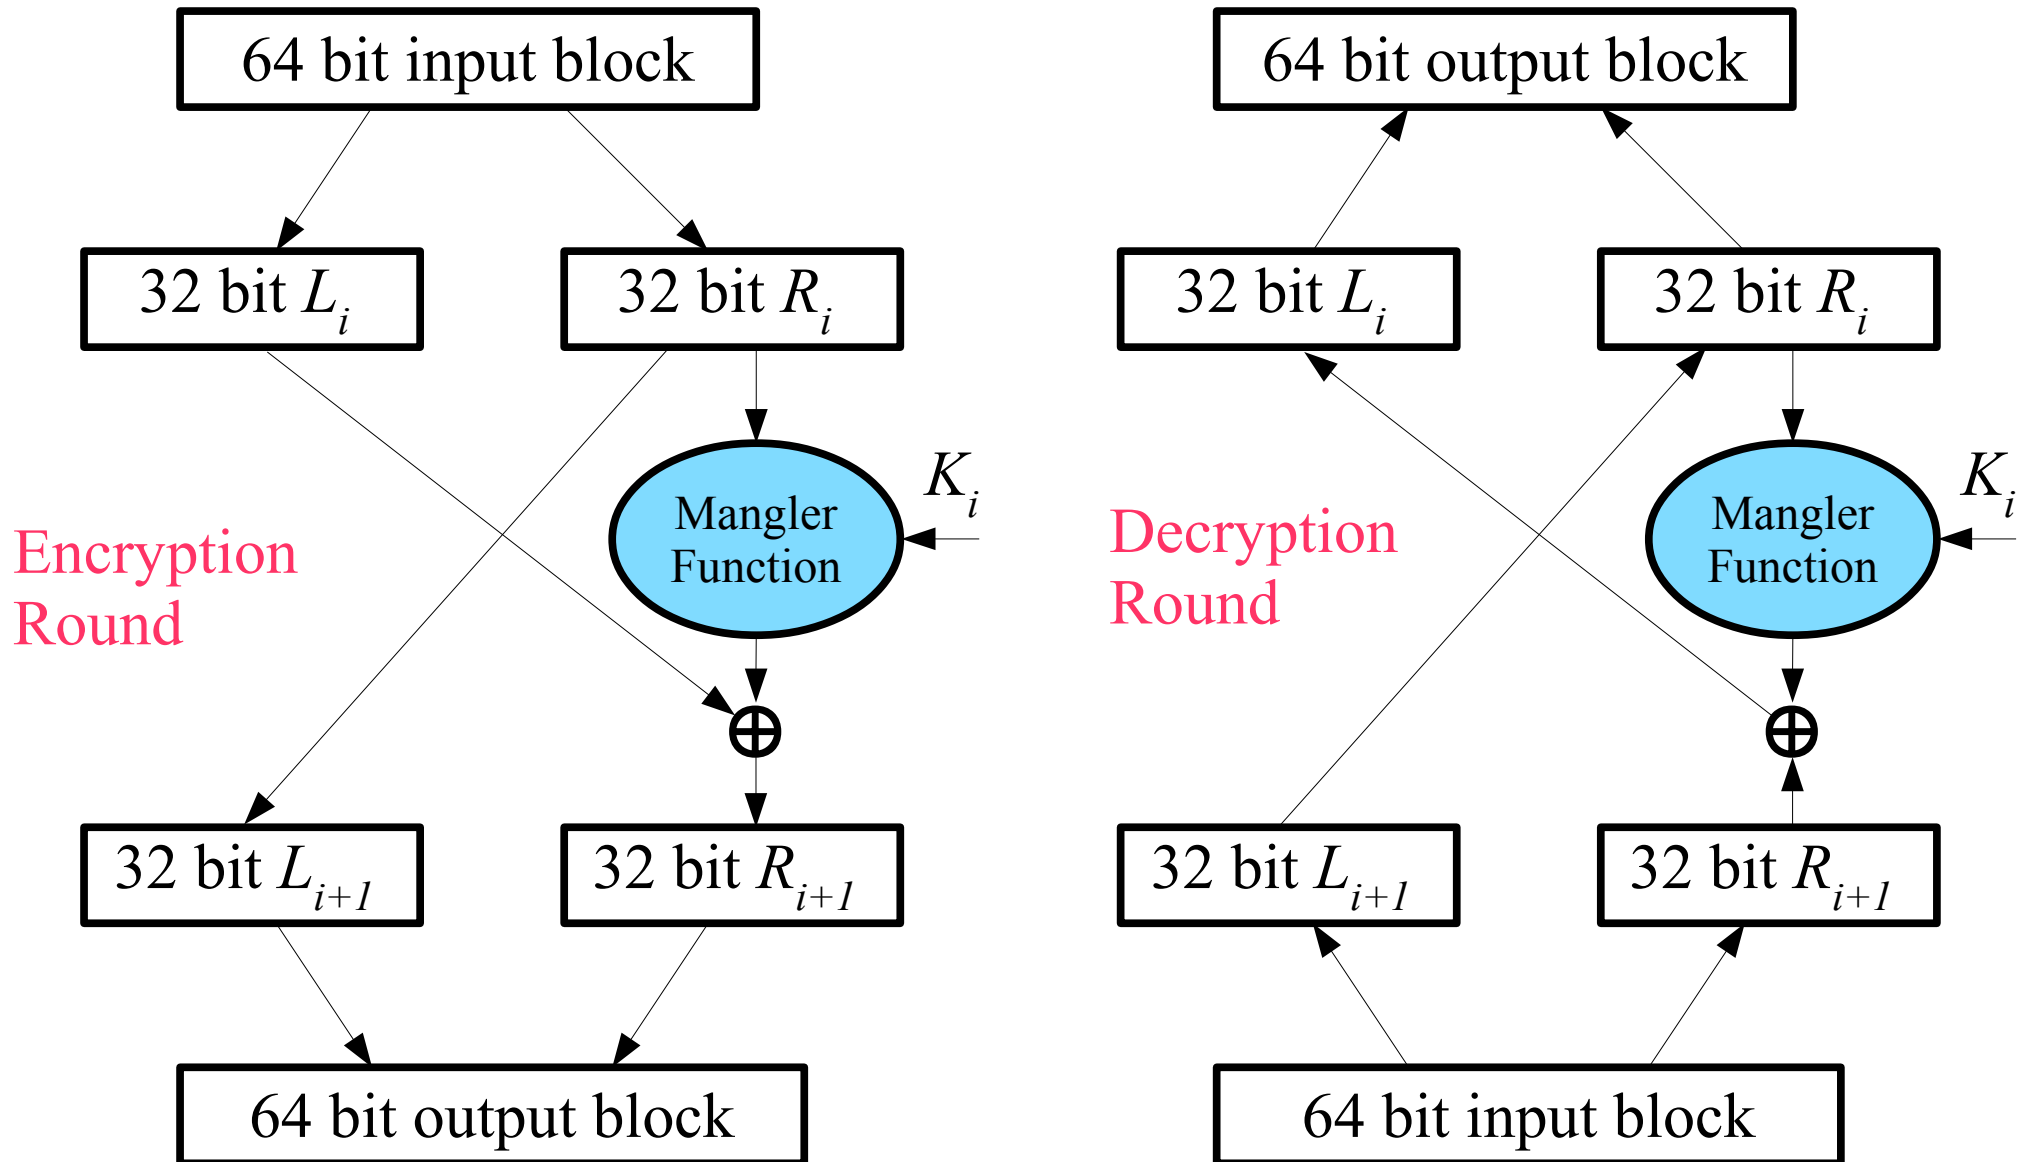 64 bit input block
32 bit Li
32 bit Ri
Mangler
Function
Ki
Encryption
Round
⊕
32 bit Li+1
32 bit Ri+1
64 bit output block
64 bit output block
32 bit Li
32 bit Ri
Mangler
Function
Ki
Decryption
Round
⊕
32 bit Li+1
32 bit Ri+1
64 bit input block